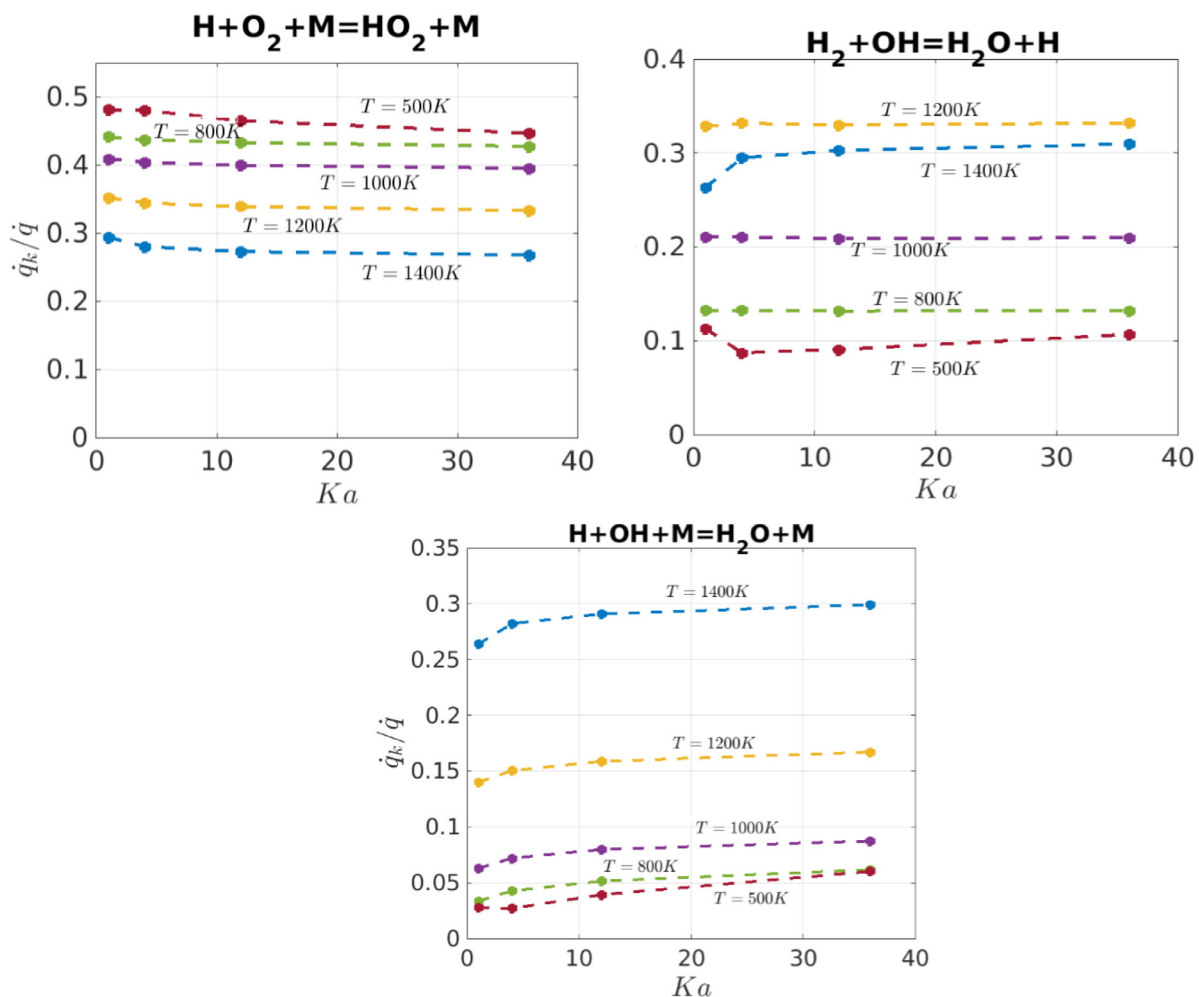 H+O₂+M=HO₂+M
0.5
0.4
0.3
0.2
0.1
0
q̇ₖ/q̇
T = 500K
T = 800K
T = 1000K
T = 1200K
T = 1400K
0 10 20 30 40
Ka
H₂+OH=H₂O+H
0.4
0.3
0.2
0.1
0
T = 1200K
T = 1400K
T = 1000K
T = 800K
T = 500K
0 10 20 30 40
Ka
H+OH+M=H₂O+M
0.35
0.3
0.25
0.2
0.15
0.1
0.05
0
q̇ₖ/q̇
T = 1400K
T = 1200K
T = 1000K
T = 800K
T = 500K
0 10 20 30 40
Ka